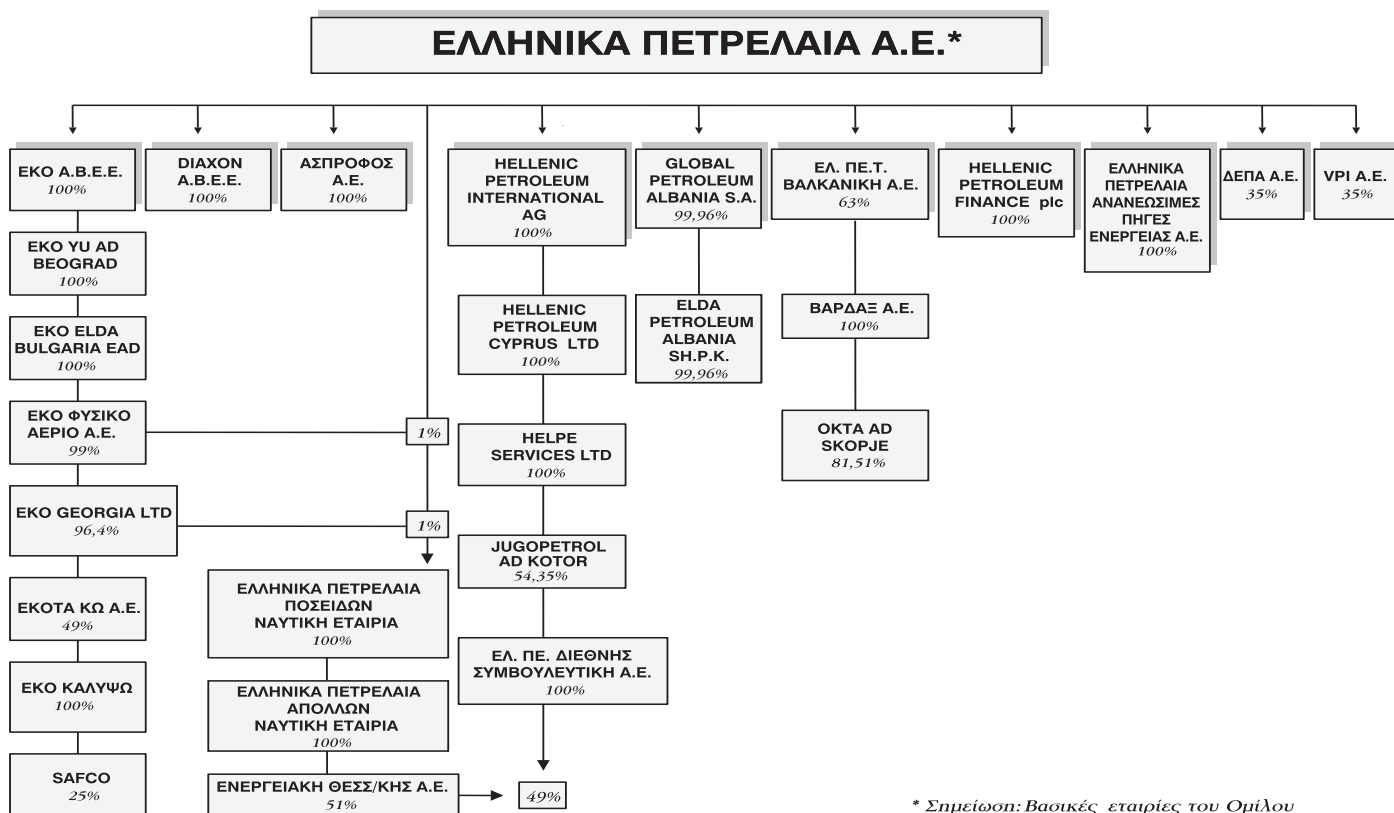 ΕΛΛΗΝΙΚΑ ΠΕΤΡΕΛΑΙΑ Α.Ε.*
ΕΚΟ Α.Β.Ε.Ε.
100%
DIAXON
Α.Β.Ε.Ε.
100%
ΑΣΠΡΟΦΟΣ
Α.Ε.
100%
HELLENIC
PETROLEUM
INTERNATIONAL
AG
100%
GLOBAL
PETROLEUM
ALBANIA S.A.
99,96%
ΕΛ. ΠΕ.Τ.
ΒΑΛΚΑΝΙΚΗ Α.Ε.
63%
HELLENIC
PETROLEUM
FINANCE plc
100%
ΕΛΛΗΝΙΚΑ
ΠΕΤΡΕΛΑΙΑ
ΑΝΑΝΕΩΣΙΜΕΣ
ΠΗΓΕΣ
ΕΝΕΡΓΕΙΑΣ Α.Ε.
100%
ΔΕΠΑ Α.Ε.
35%
VPI Α.Ε.
35%
EKO YU AD
BEOGRAD
100%
EKO ELDA
BULGARIA EAD
100%
ΕΚΟ ΦΥΣΙΚΟ
ΑΕΡΙΟ Α.Ε.
99%
1%
EKO GEORGIA LTD
96,4%
1%
ΕΚΟΤΑ ΚΩ Α.Ε.
49%
ΕΚΟ ΚΑΛΥΨΩ
100%
SAFCO
25%
ΕΛΛΗΝΙΚΑ ΠΕΤΡΕΛΑΙΑ
ΠΟΣΕΙΔΩΝ
ΝΑΥΤΙΚΗ ΕΤΑΙΡΙΑ
100%
ΕΛΛΗΝΙΚΑ ΠΕΤΡΕΛΑΙΑ
ΑΠΟΛΛΩΝ
ΝΑΥΤΙΚΗ ΕΤΑΙΡΙΑ
100%
ΕΝΕΡΓΕΙΑΚΗ ΘΕΣΣ/ΚΗΣ Α.Ε.
51%
HELLENIC
PETROLEUM
CYPRUS LTD
100%
HELPE
SERVICES LTD
100%
JUGOPETROL
AD KOTOR
54,35%
ΕΛ. ΠΕ. ΔΙΕΘΝΗΣ
ΣΥΜΒΟΥΛΕΥΤΙΚΗ Α.Ε.
100%
49%
ELDA
PETROLEUM
ALBANIA
SH.P.K.
99,96%
ΒΑΡΔΑΞ Α.Ε.
100%
OKTA AD
SKOPJE
81,51%
* Σημείωση: Βασικές εταιρίες του Ομίλου